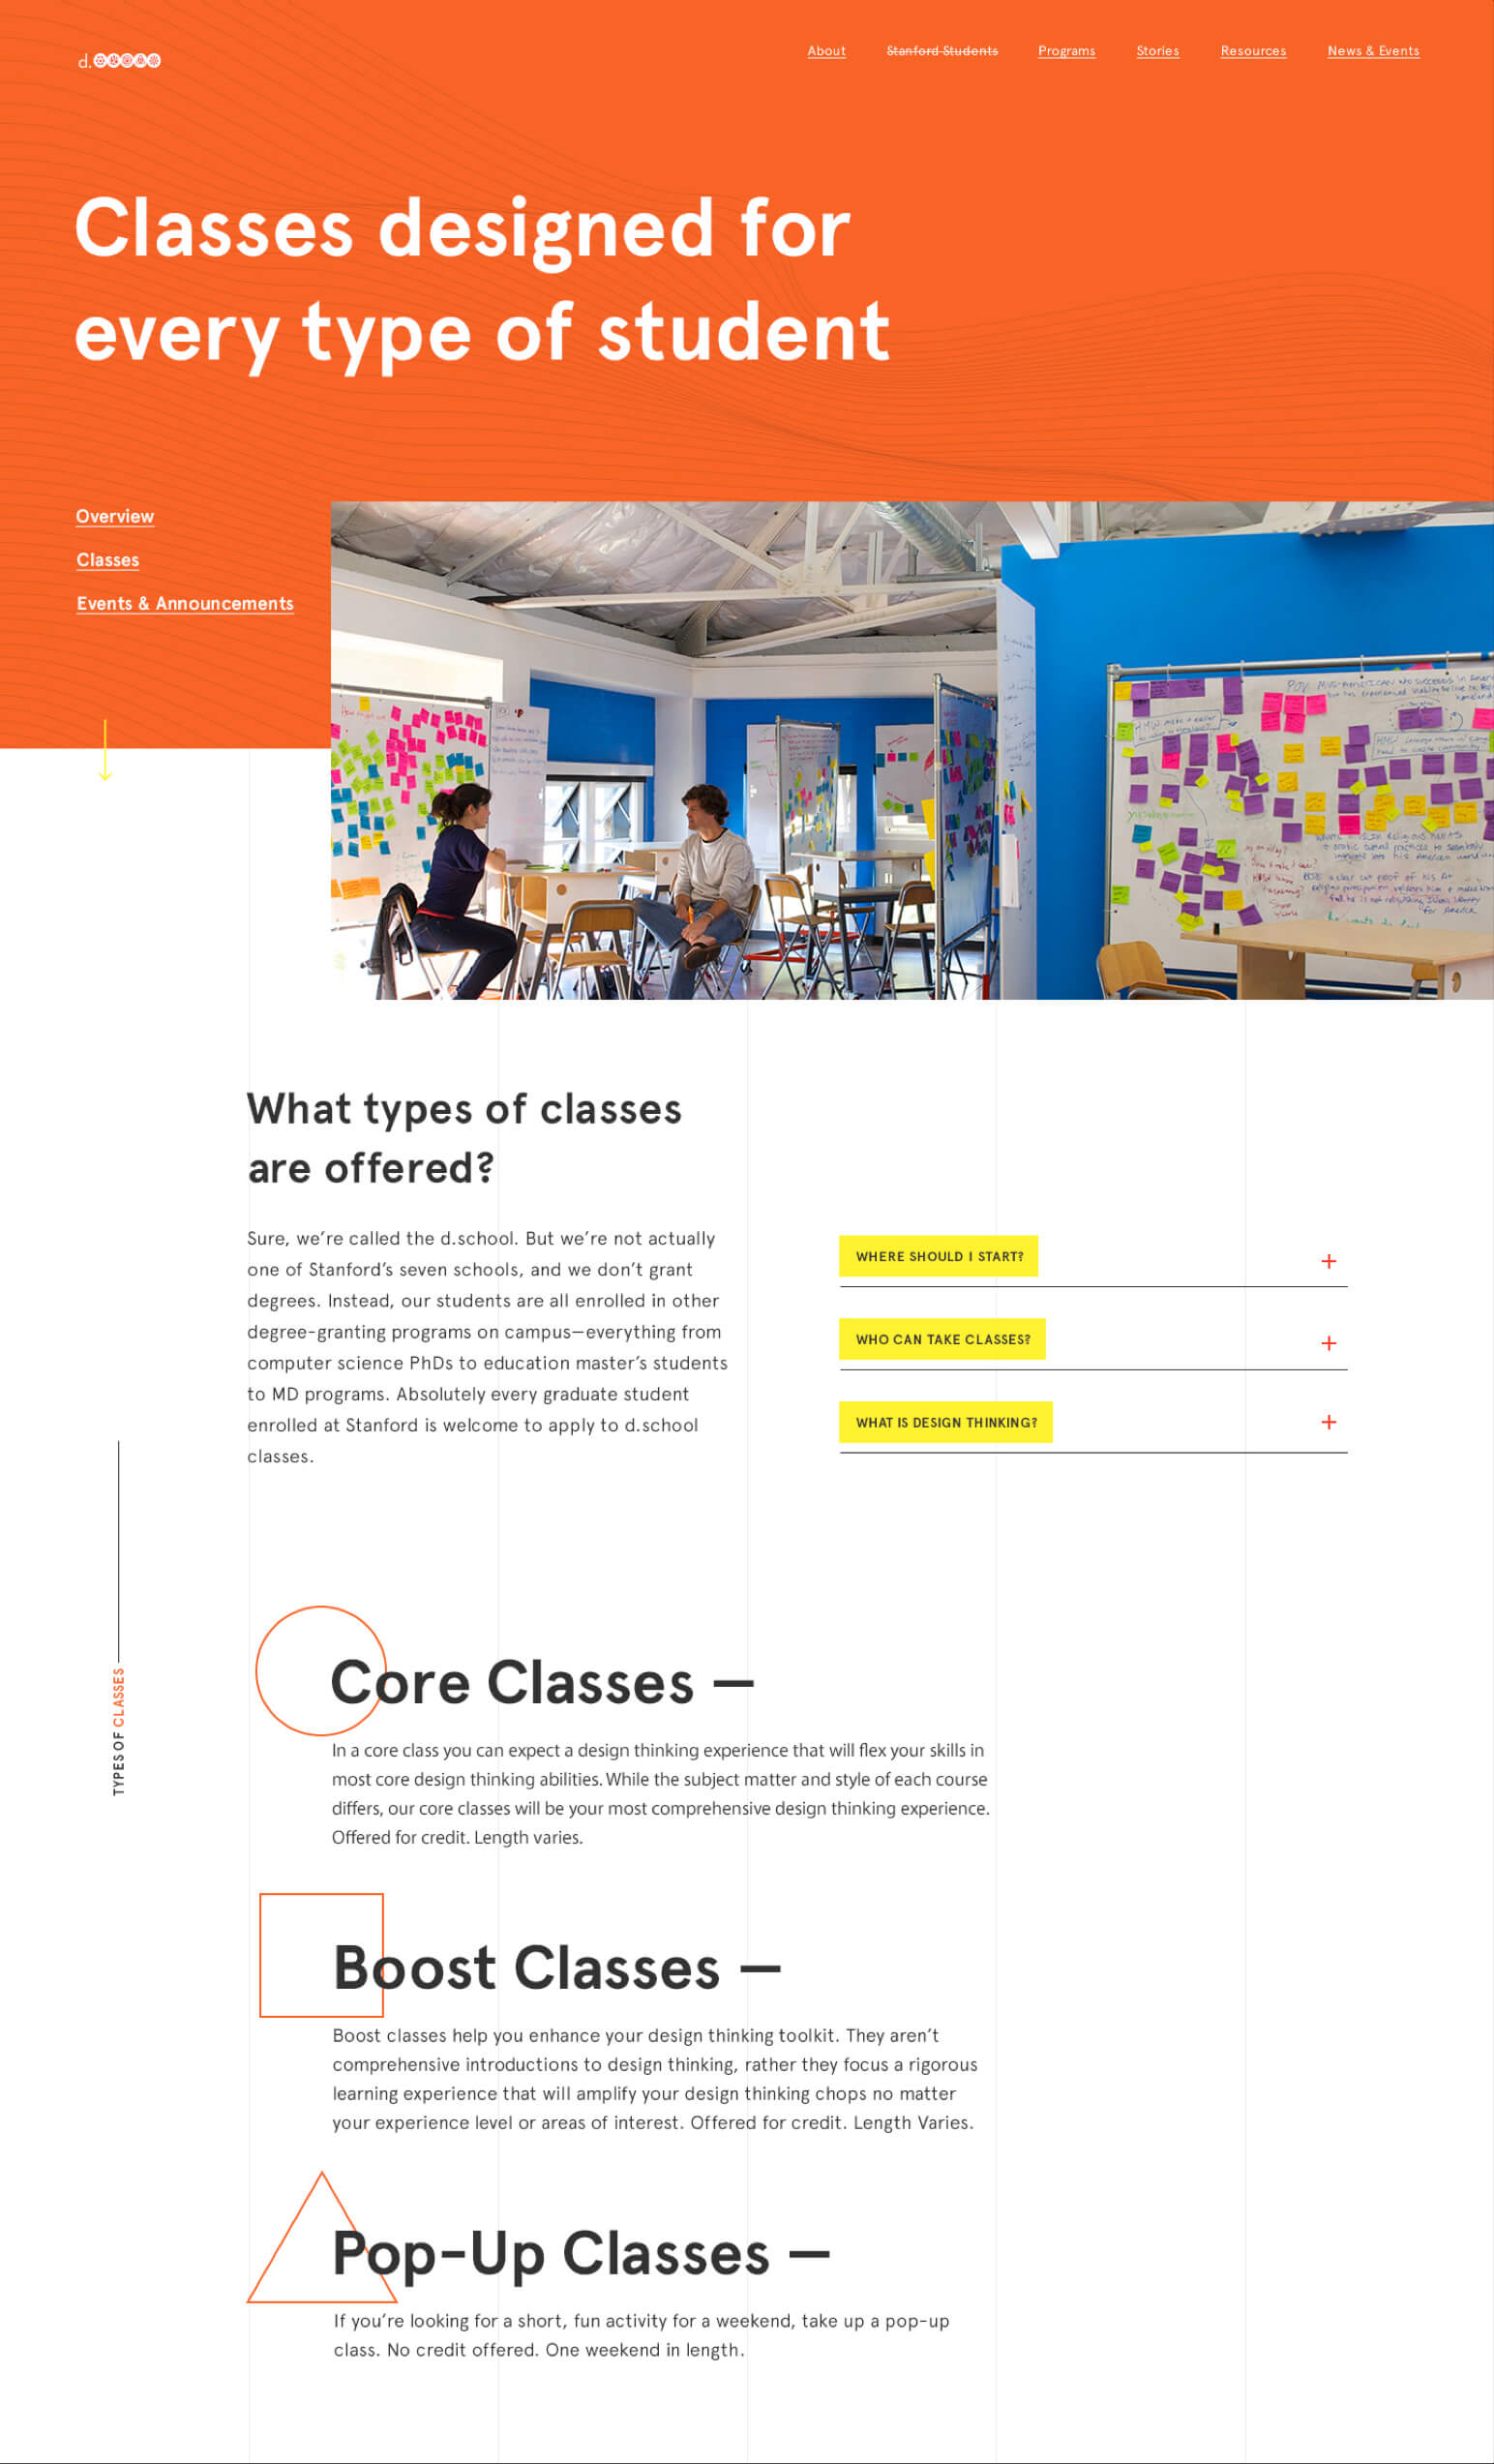 d.
About Stanford Students Programs Stories Resources News & Events
Classes designed for
every type of student
Overview
Classes
Events & Announcements
What types of classes
are offered?
Sure, we’re called the d.school. But we’re not actually
one of Stanford’s seven schools, and we don’t grant
degrees. Instead, our students are all enrolled in other
degree-granting programs on campus—everything from
computer science PhDs to education master’s students
to MD programs. Absolutely every graduate student
enrolled at Stanford is welcome to apply to d.school
classes.
WHERE SHOULD I START?
+
WHO CAN TAKE CLASSES?
+
WHAT IS DESIGN THINKING?
+
TYPES OF CLASSES
Core Classes —
In a core class you can expect a design thinking experience that will flex your skills in
most core design thinking abilities. While the subject matter and style of each course
differs, our core classes will be your most comprehensive design thinking experience.
Offered for credit. Length varies.
Boost Classes —
Boost classes help you enhance your design thinking toolkit. They aren’t
comprehensive introductions to design thinking, rather they focus a rigorous
learning experience that will amplify your design thinking chops no matter
your experience level or areas of interest. Offered for credit. Length Varies.
Pop-Up Classes —
If you’re looking for a short, fun activity for a weekend, take up a pop-up
class. No credit offered. One weekend in length.